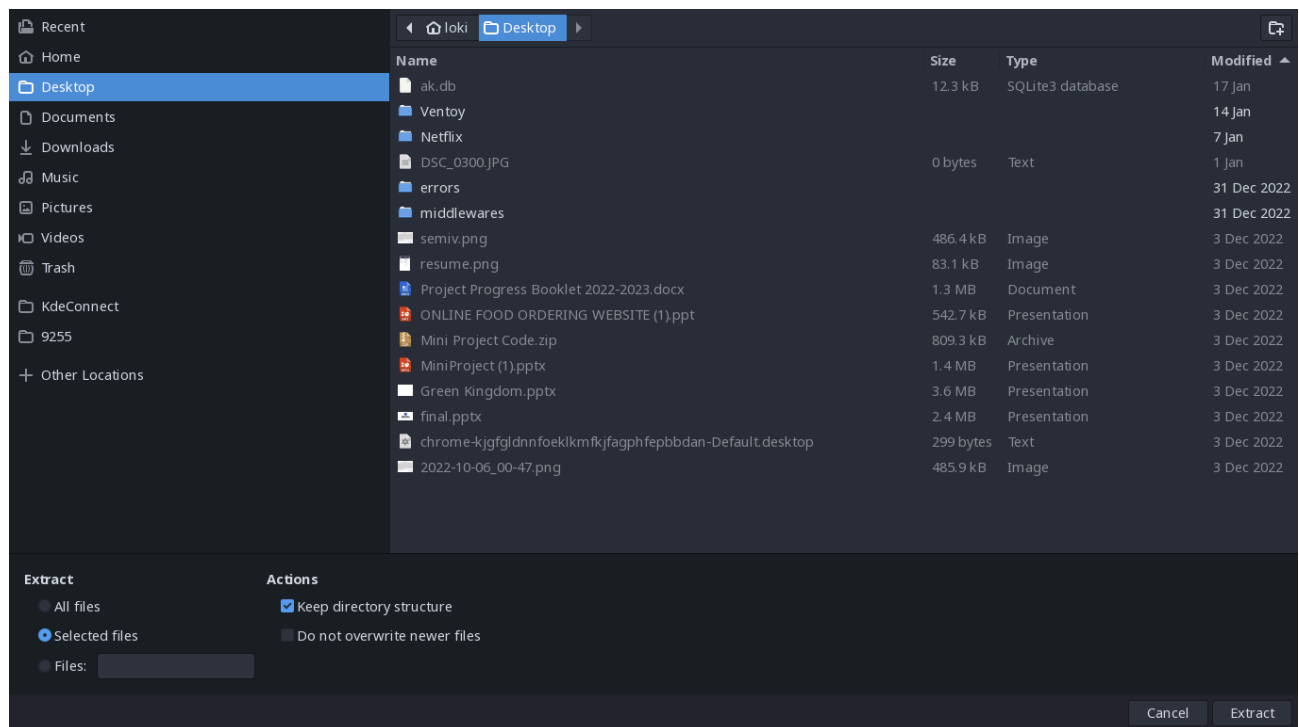 Recent
Home
Desktop
Documents
Downloads
Music
Pictures
Videos
Trash
KdeConnect
9255
Other Locations
loki Desktop
Name Size Type Modified
ak.db 12.3 kB SQLite3 database 17 Jan
Ventoy 14 Jan
Netflix 7 Jan
DSC_0300.JPG 0 bytes Text 1 Jan
errors 31 Dec 2022
middlewares 31 Dec 2022
semiv.png 486.4 kB Image 3 Dec 2022
resume.png 83.1 kB Image 3 Dec 2022
Project Progress Booklet 2022-2023.docx 1.3 MB Document 3 Dec 2022
ONLINE FOOD ORDERING WEBSITE (1).ppt 542.7 kB Presentation 3 Dec 2022
Mini Project Code.zip 809.3 kB Archive 3 Dec 2022
MiniProject (1).pptx 1.4 MB Presentation 3 Dec 2022
Green Kingdom.pptx 3.6 MB Presentation 3 Dec 2022
final.pptx 2.4 MB Presentation 3 Dec 2022
chrome-kjgfgldnnfoeklkmfkjfagphfepbbdan-Default.desktop 299 bytes Text 3 Dec 2022
2022-10-06_00-47.png 485.9 kB Image 3 Dec 2022
Extract Actions
All files Keep directory structure
Selected files Do not overwrite newer files
Files:
Cancel Extract